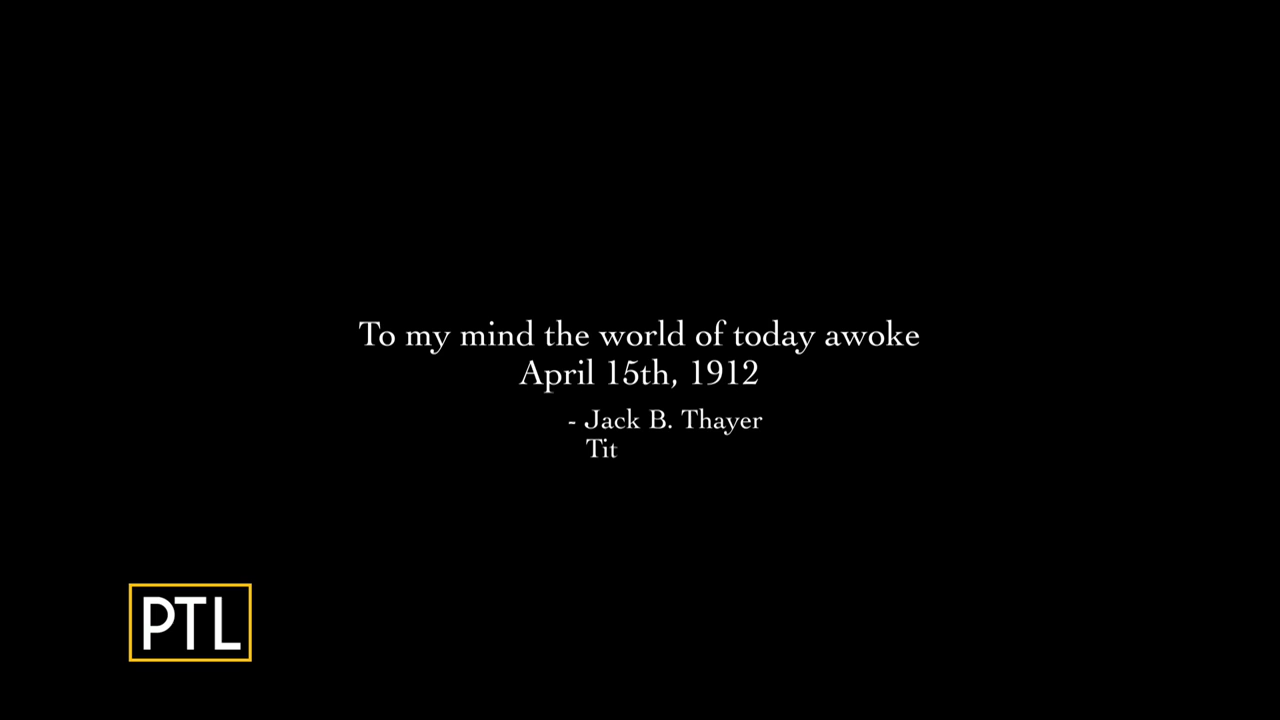 To my mind the world of today awoke
April 15th, 1912
- Jack B. Thayer
Tit
PTL